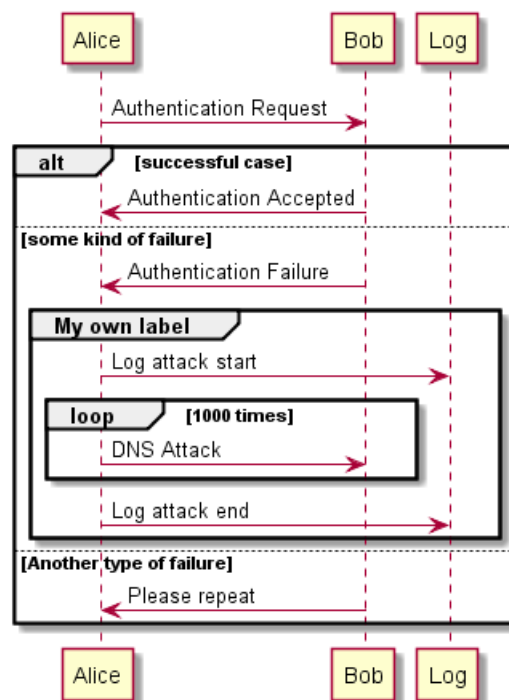 Alice Bob Log
Authentication Request
alt [successful case]
Authentication Accepted
[some kind of failure]
Authentication Failure
My own label
Log attack start
loop [1000 times]
DNS Attack
Log attack end
[Another type of failure]
Please repeat
Alice Bob Log